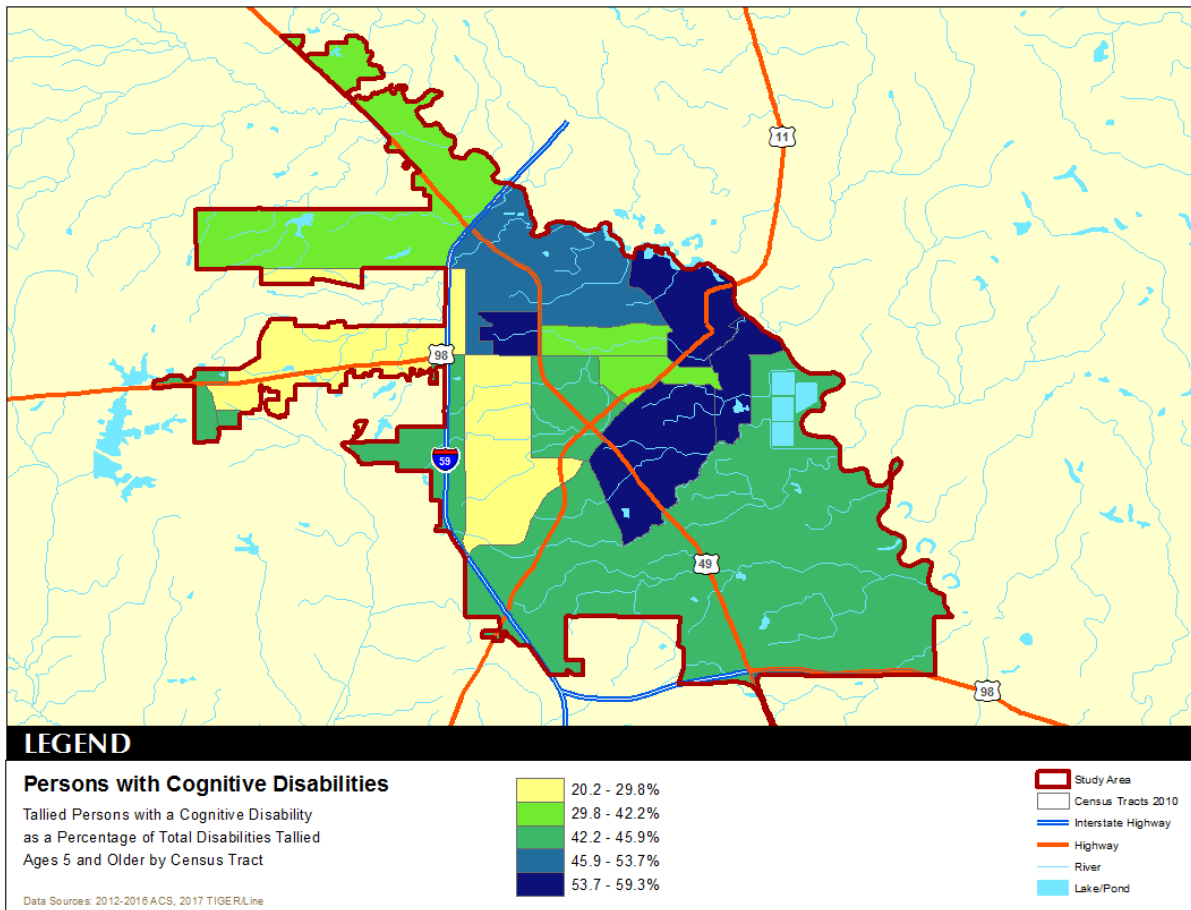 11
98
59
49
98
LEGEND
Persons with Cognitive Disabilities
Tallied Persons with a Cognitive Disability
as a Percentage of Total Disabilities Tallied
Ages 5 and Older by Census Tract
Data Sources: 2012-2016 ACS, 2017 TIGER/Line
20.2 - 29.8%
29.8 - 42.2%
42.2 - 45.9%
45.9 - 53.7%
53.7 - 59.3%
Study Area
Census Tracts 2010
Interstate Highway
Highway
River
Lake/Pond